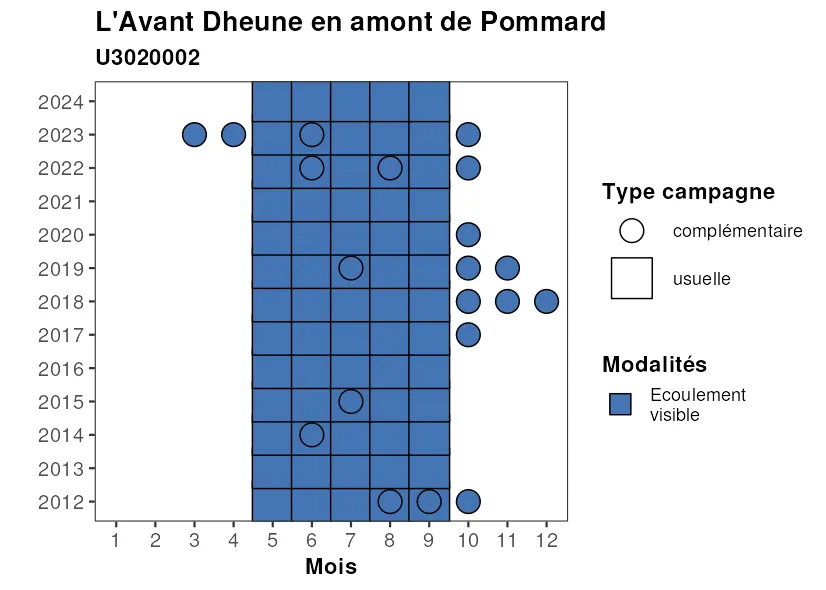 L'Avant Dheune en amont de Pommard
U3020002
2024
2023
2022
2021
2020
2019
2018
2017
2016
2015
2014
2013
2012
1 2 3 4 5 6 7 8 9 10 11 12
Mois
Type campagne
complémentaire
usuelle
Modalités
Ecoulement
visible